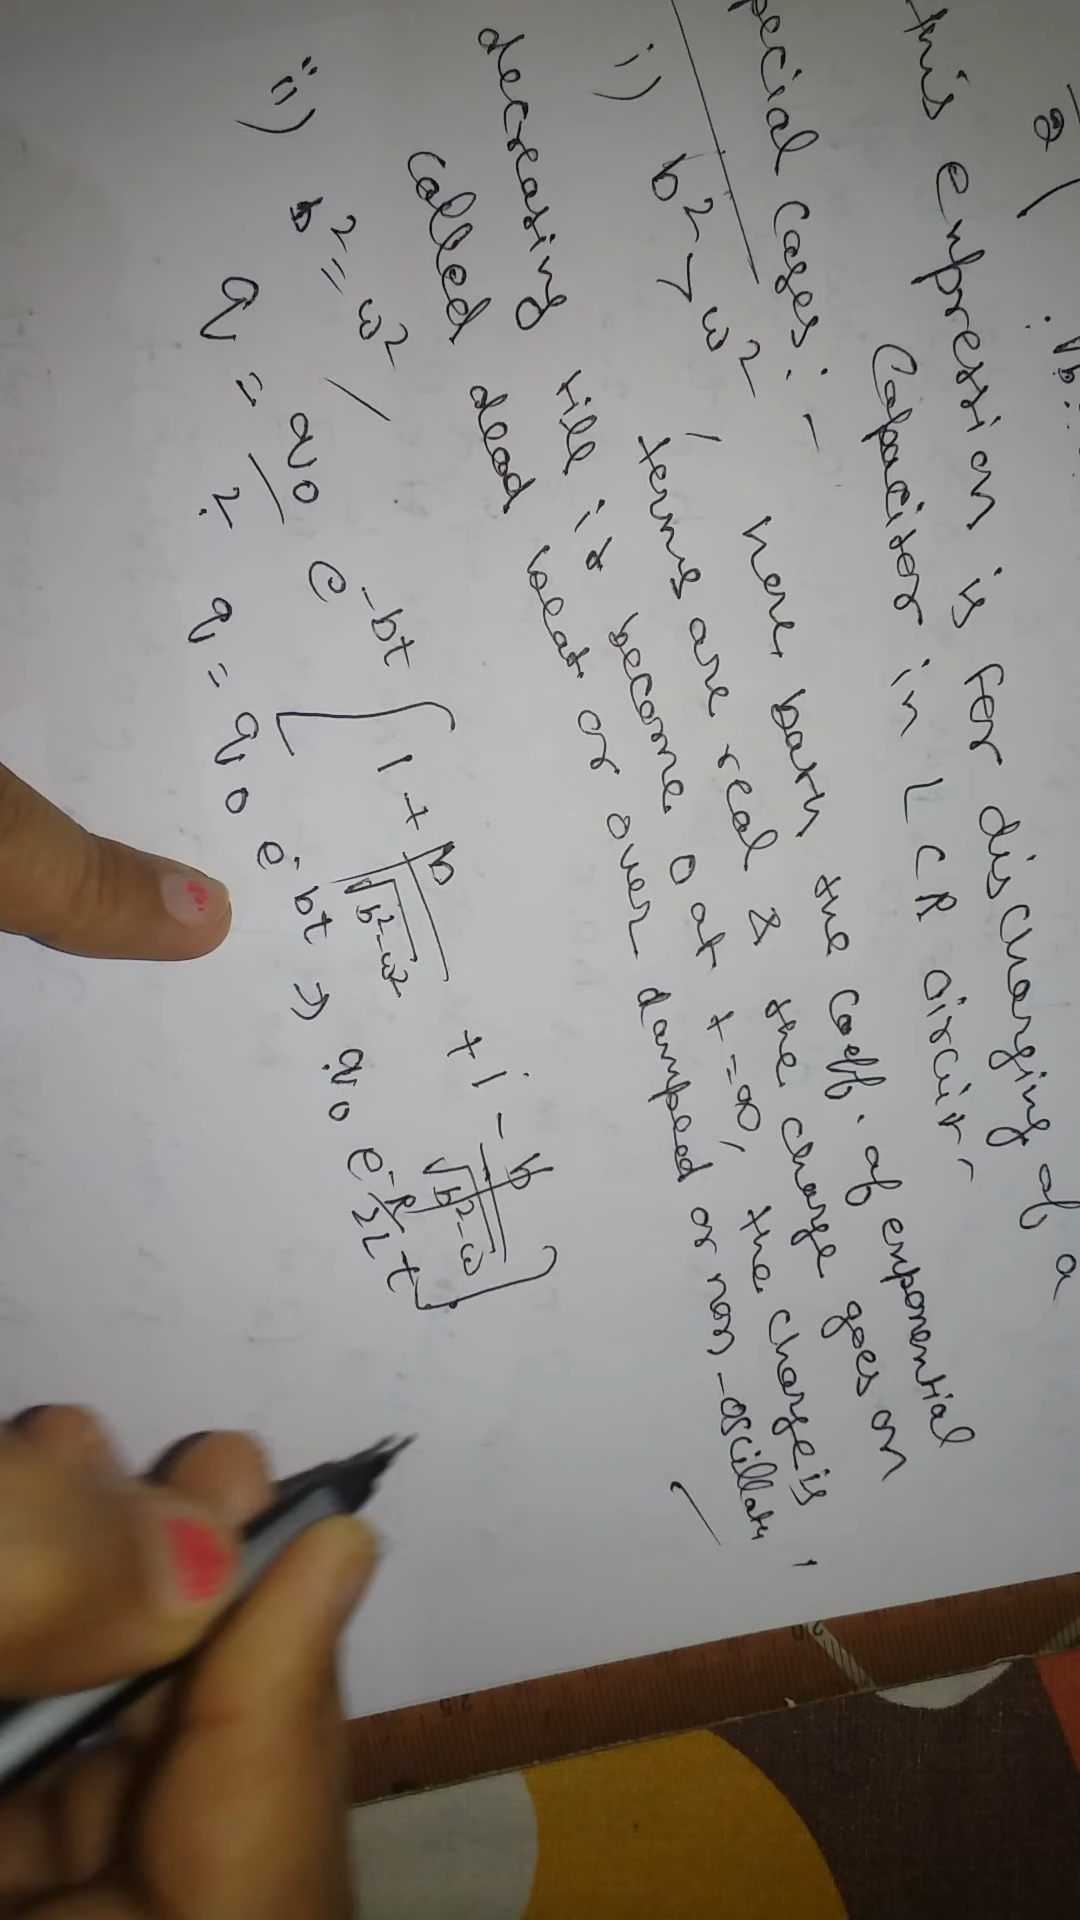 2 ( √b²
this expression is for discharging of a
Capacitor in LCR circuit,
pecial Cases: -
i) b² > ω² , here both the coeff. of exponential
terms are real & the charge goes on
decreasing till it become 0 at t = ∞, the charge is
called dead beat or over damped or non-oscillatory
ii) b² = ω² /
q = q₀/2 e^-bt [ 1 + b/√b²-ω² + 1 - b/√b²-ω ]
q = q₀ e^-bt ⇒ q₀ e^-R/2L t